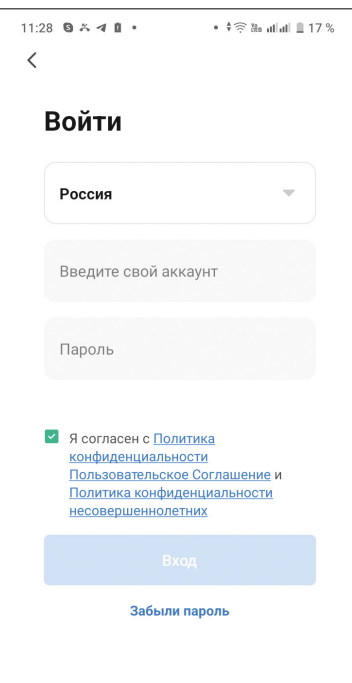 11:28 17 %
Войти
Россия
Введите свой аккаунт
Пароль
Я согласен с Политика
конфиденциальности
Пользовательское Соглашение и
Политика конфиденциальности
несовершеннолетних
Вход
Забыли пароль